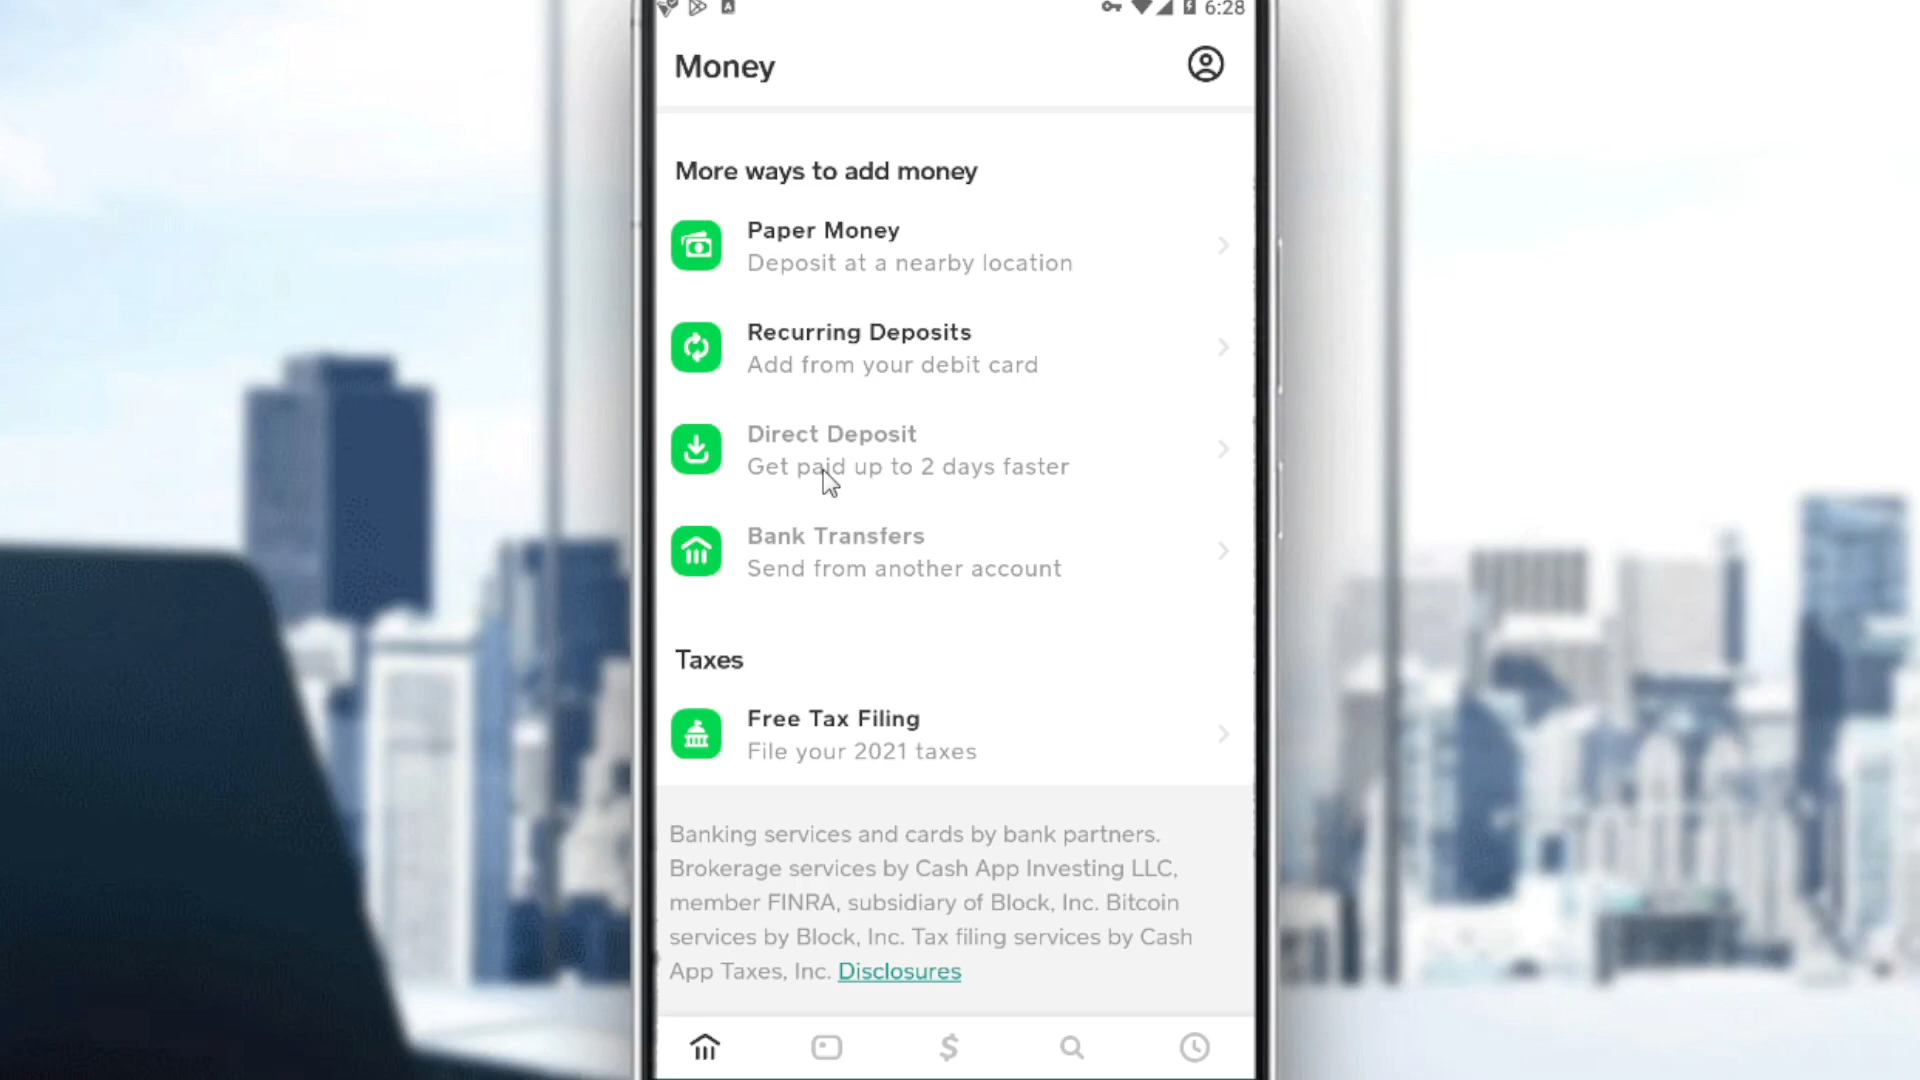 6:28
Money
More ways to add money
Paper Money
Deposit at a nearby location
Recurring Deposits
Add from your debit card
Direct Deposit
Get paid up to 2 days faster
Bank Transfers
Send from another account
Taxes
Free Tax Filing
File your 2021 taxes
Banking services and cards by bank partners.
Brokerage services by Cash App Investing LLC,
member FINRA, subsidiary of Block, Inc. Bitcoin
services by Block, Inc. Tax filing services by Cash
App Taxes, Inc. Disclosures